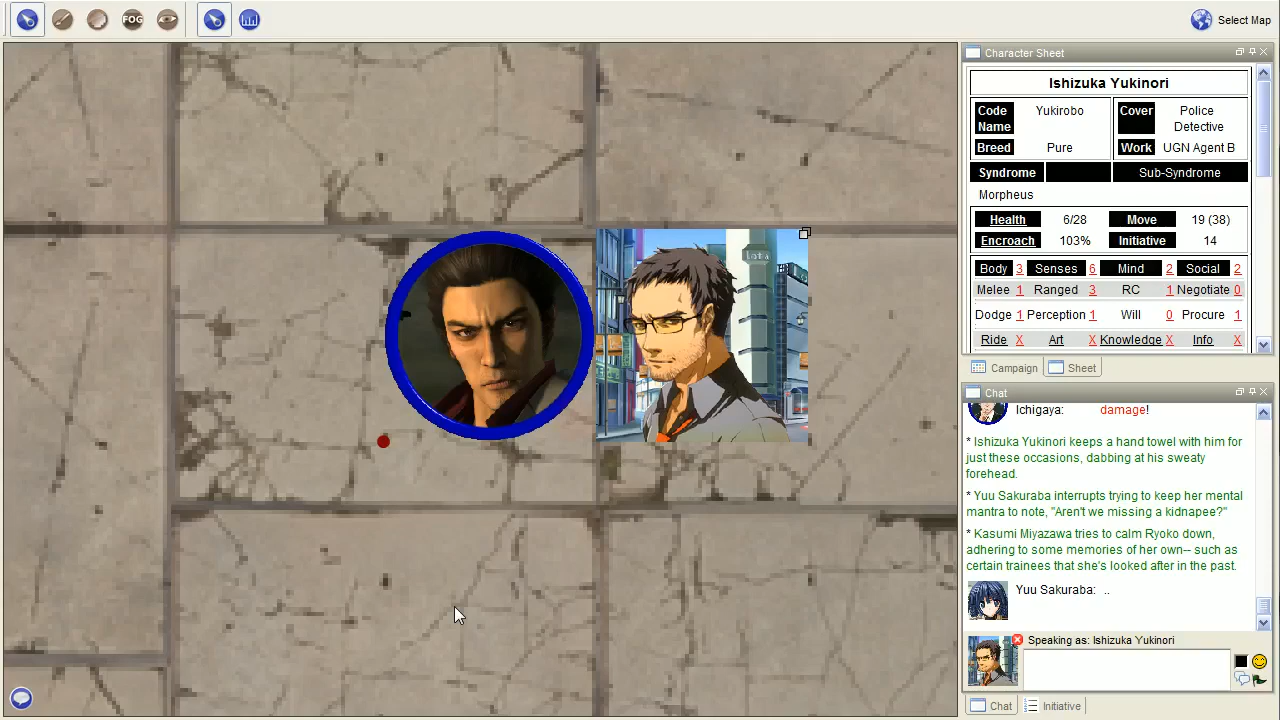 FOG
Select Map
Character Sheet
Ishizuka Yukinori
Code Name
Yukirobo
Cover
Police Detective
Breed
Pure
Work
UGN Agent B
Syndrome
Sub-Syndrome
Morpheus
Health 6/28 Move 19 (38)
Encroach 103% Initiative 14
Body 3 Senses 6 Mind 2 Social 2
Melee 1 Ranged 3 RC 1 Negotiate 0
Dodge 1 Perception 1 Will 0 Procure 1
Ride X Art X Knowledge X Info X
Campaign Sheet
Chat
Ichigaya: damage!
* Ishizuka Yukinori keeps a hand towel with him for
just these occasions, dabbing at his sweaty
forehead.
* Yuu Sakuraba interrupts trying to keep her mental
mantra to note, "Aren't we missing a kidnapee?"
* Kasumi Miyazawa tries to calm Ryoko down,
adhering to some memories of her own-- such as
certain trainees that she's looked after in the past.
Yuu Sakuraba: ..
Speaking as: Ishizuka Yukinori
Chat Initiative